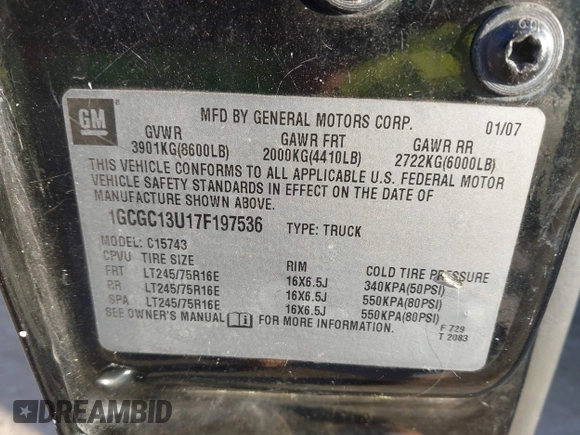 GM
MFD BY GENERAL MOTORS CORP. 01/07
GVWR GAWR FRT GAWR RR
3901KG(8600LB) 2000KG(4410LB) 2722KG(6000LB)
THIS VEHICLE CONFORMS TO ALL APPLICABLE U.S. FEDERAL MOTOR
VEHICLE SAFETY STANDARDS IN EFFECT ON THE DATE OF
MANUFACTURE SHOWN ABOVE.
1GCGC13U17F197536 TYPE: TRUCK
MODEL: C15743
CPVU TIRE SIZE RIM COLD TIRE PRESSURE
FRT LT245/75R16E 16X6.5J 340KPA(50PSI)
RR LT245/75R16E 16X6.5J 550KPA(80PSI)
SPA LT245/75R16E 16X6.5J 550KPA(80PSI)
SEE OWNER'S MANUAL FOR MORE INFORMATION.
F 729
T 2083
DREAMBID